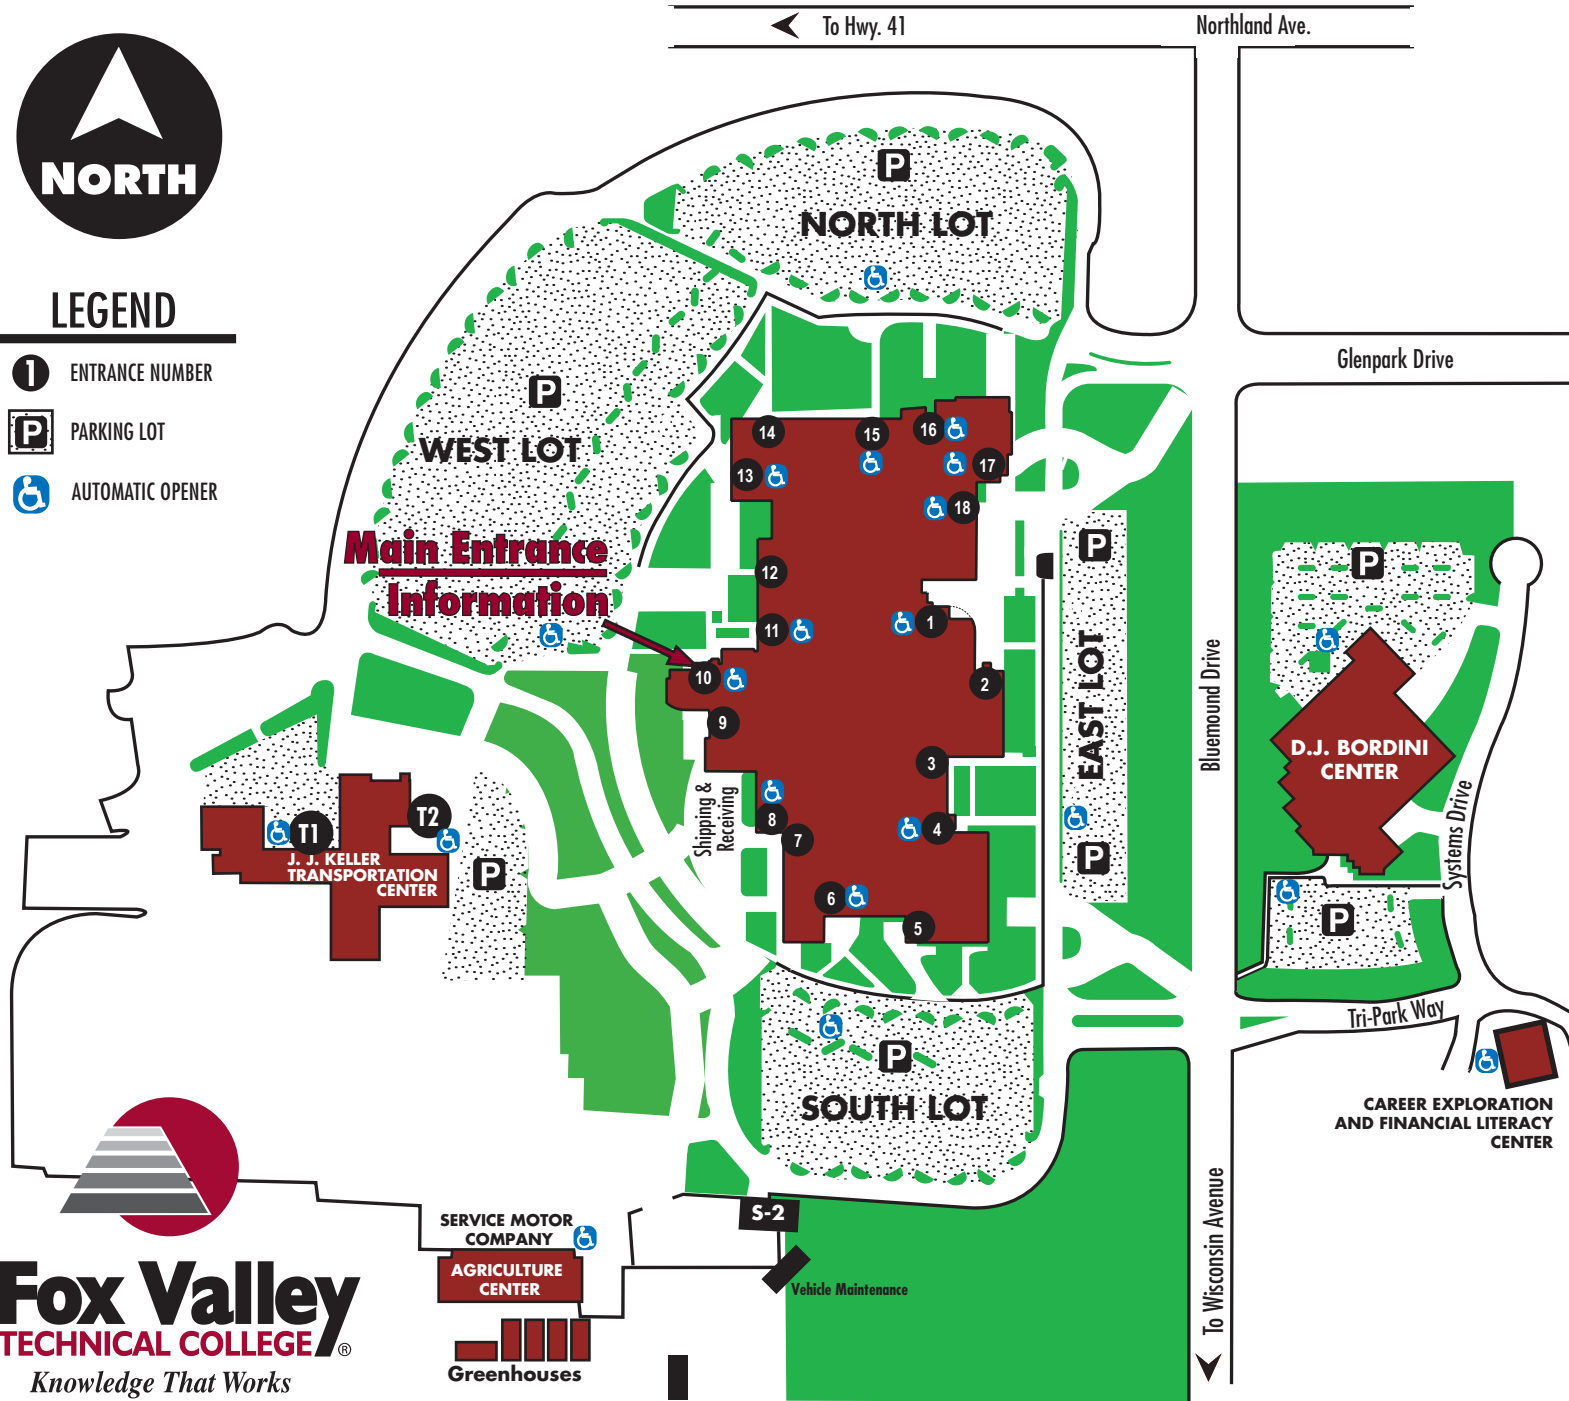 To Hwy. 41
Northland Ave.
NORTH
P
NORTH LOT
LEGEND
1 ENTRANCE NUMBER
P PARKING LOT
AUTOMATIC OPENER
Glenpark Drive
P
WEST LOT
14
15
16
13
17
18
Main Entrance
Information
P
P
12
11
1
10
2
9
EAST LOT
Bluemound Drive
D.J. BORDINI
CENTER
3
Shipping &
Receiving
Systems Drive
T1
T2
8
7
4
J. J. KELLER
TRANSPORTATION
CENTER
P
P
6
5
P
Tri-Park Way
P
SOUTH LOT
CAREER EXPLORATION
AND FINANCIAL LITERACY
CENTER
To Wisconsin Avenue
SERVICE MOTOR
COMPANY
S-2
AGRICULTURE
CENTER
Vehicle Maintenance
Greenhouses
Fox Valley
TECHNICAL COLLEGE®
Knowledge That Works